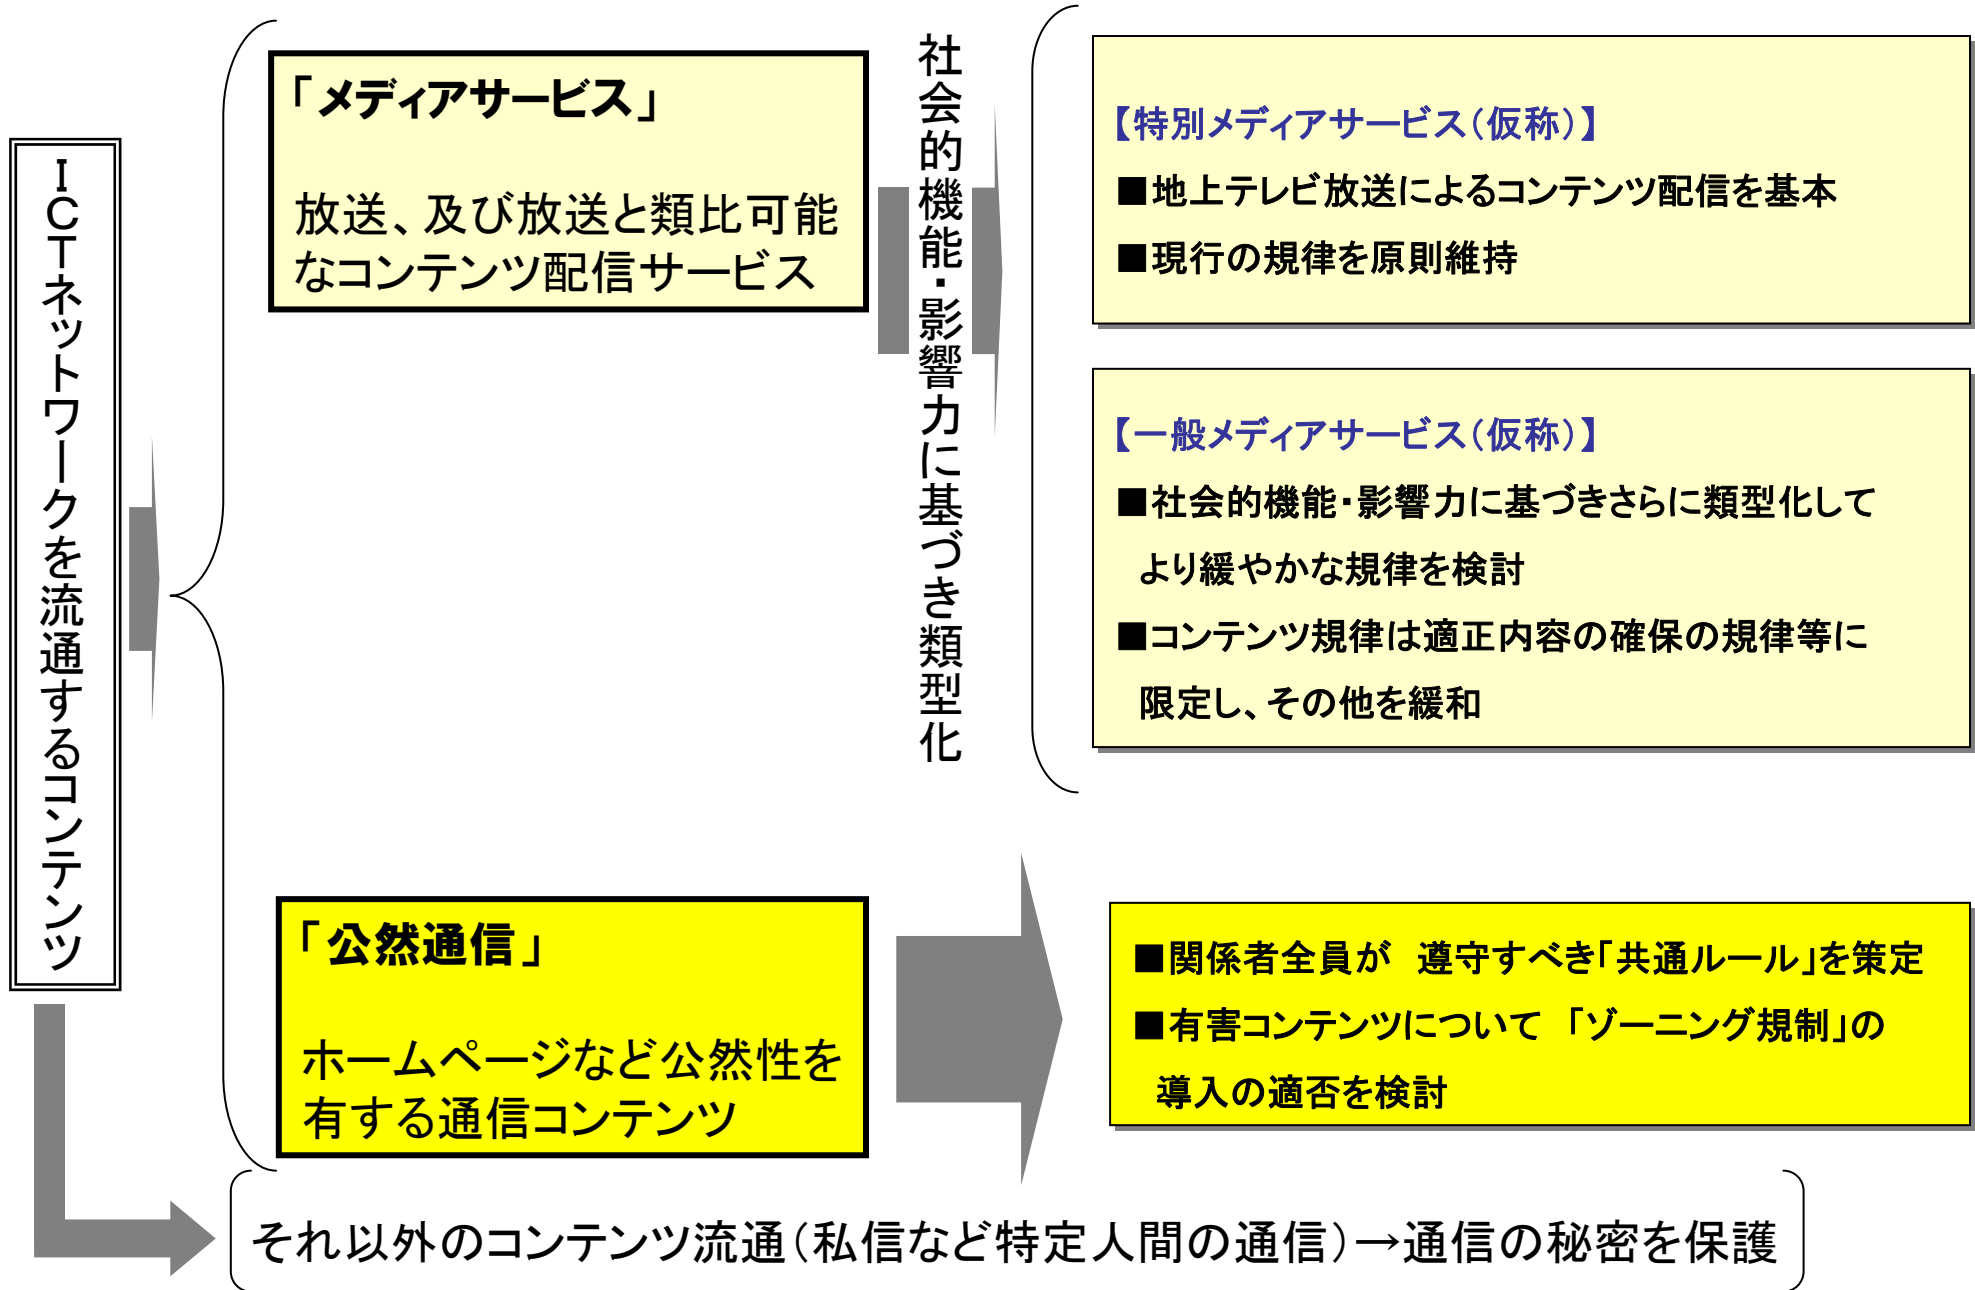 ICTネットワークを流通するコンテンツ
「メディアサービス」
放送、及び放送と類比可能
なコンテンツ配信サービス
社会的機能・影響力に基づき類型化
【特別メディアサービス（仮称）】
■地上テレビ放送によるコンテンツ配信を基本
■現行の規律を原則維持
【一般メディアサービス（仮称）】
■社会的機能・影響力に基づきさらに類型化して
より緩やかな規律を検討
■コンテンツ規律は適正内容の確保の規律等に
限定し、その他を緩和
「公然通信」
ホームページなど公然性を
有する通信コンテンツ
■関係者全員が　遵守すべき「共通ルール」を策定
■有害コンテンツについて「ゾーニング規制」の
導入の適否を検討
それ以外のコンテンツ流通（私信など特定人間の通信）→通信の秘密を保護